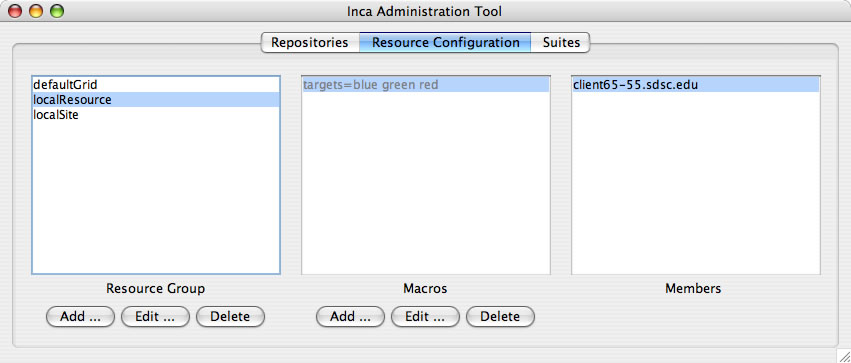 Inca Administration Tool
Repositories Resource Configuration Suites
defaultGrid
localResource
localSite
targets=blue green red
client65-55.sdsc.edu
Resource Group Macros Members
Add ... Edit ... Delete Add ... Edit ... Delete